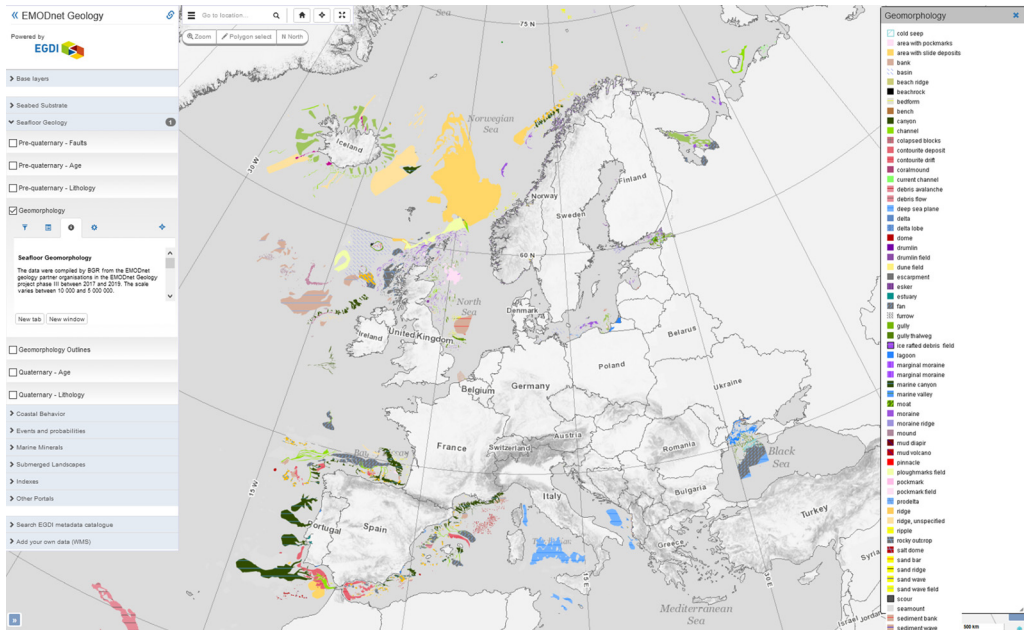 EMODnet Geology
Powered by
EGDI
Base layers
Seabed Substrate
Seafloor Geology
1
Pre-quaternary - Faults
Pre-quaternary - Age
Pre-quaternary - Lithology
Geomorphology
Seafloor Geomorphology
The data were compiled by BGR from the EMODnet
geology partner organisations in the EMODnet Geology
project phase III between 2017 and 2019. The scale
varies between 10 000 and 5 000 000.
New tab New window
Geomorphology Outlines
Quaternary - Age
Quaternary - Lithology
Coastal Behavior
Events and probabilities
Marine Minerals
Submerged Landscapes
Indexes
Other Portals
Search EGDI metadata catalogue
Add your own data (WMS)
Go to location...
Zoom Polygon select North
Sea
75 N
Norwegian
Sea
Iceland
30 W
Finland
Norway
Sweden
60 N
North
Sea
Denmark
Ireland
United Kingdom
Belarus
Poland
Belgium
Germany
Ukraine
France
Switzerland
Austria
Romania
Black
Sea
Bulgaria
15 W
Portugal
Spain
Italy
Turkey
Greece
Syria
15 E
30 E
Mediterranean
Sea
Israel Jordan
500 km
Geomorphology
cold seep
area with pockmarks
area with slide deposits
bank
basin
beach ridge
beachrock
bedform
bench
canyon
channel
collapsed blocks
contourite deposit
contourite drift
coralmound
current channel
debris avalanche
debris flow
deep sea plane
delta
delta lobe
dome
drumlin
drumlin field
dune field
escarpment
esker
estuary
fan
furrow
gully
gully thalweg
ice rafted debris field
lagoon
marginal moraine
marginal moraine
marine canyon
marine valley
moat
moraine
moraine ridge
mound
mud diapir
mud volcano
pinnacle
ploughmarks field
pockmark
pockmark field
prodelta
ridge
ridge, unspecified
ripple
rocky outcrop
salt dome
sand bar
sand ridge
sand wave
sand wave field
scour
seamount
sediment bank
sediment wave